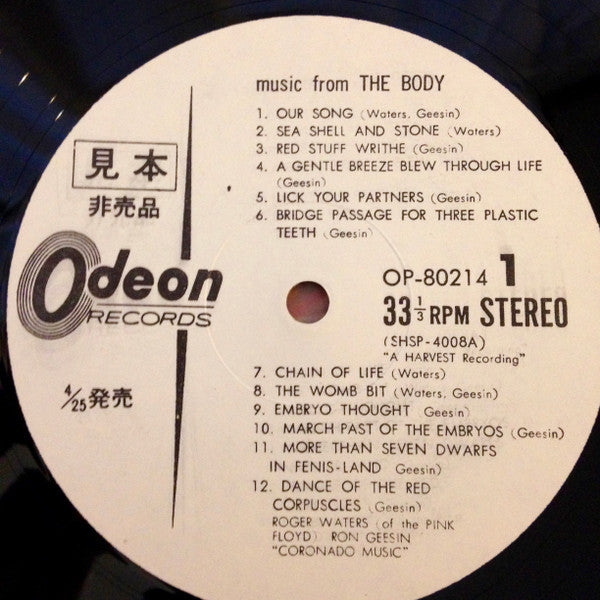 music from THE BODY
1. OUR SONG (Waters, Geesin)
2. SEA SHELL AND STONE (Waters)
3. RED STUFF WRITHE (Geesin)
4. A GENTLE BREEZE BLEW THROUGH LIFE
(Geesin)
5. LICK YOUR PARTNERS (Geesin)
6. BRIDGE PASSAGE FOR THREE PLASTIC
TEETH (Geesin)
見本
非売品
Odeon
RECORDS
4/25発売
OP-80214 1
33⅓RPM STEREO
(SHSP-4008A)
"A HARVEST Recording"
7. CHAIN OF LIFE (Waters)
8. THE WOMB BIT (Waters, Geesin)
9. EMBRYO THOUGHT Geesin)
10. MARCH PAST OF THE EMBRYOS (Geesin)
11. MORE THAN SEVEN DWARFS
IN FENIS-LAND Geesin)
12. DANCE OF THE RED
CORPUSCLES (Geesin)
ROGER WATERS (of the PINK
FLOYD) RON GEESIN
"CORONADO MUSIC"